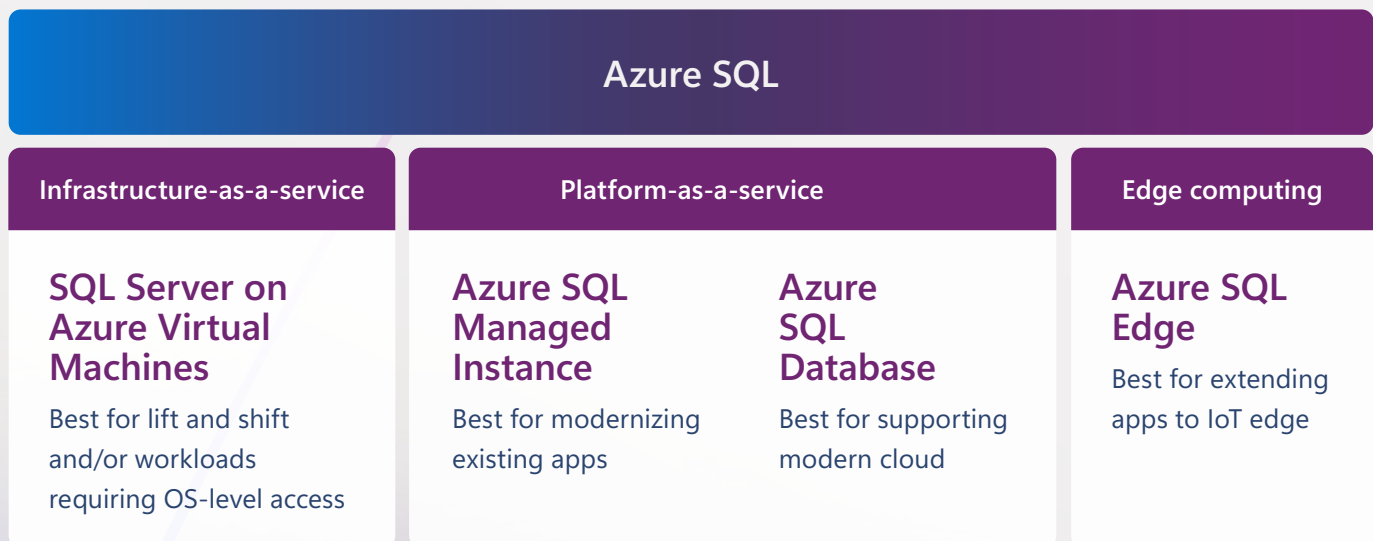 Azure SQL
Infrastructure-as-a-service
Platform-as-a-service
Edge computing
SQL Server on
Azure Virtual
Machines
Best for lift and shift
and/or workloads
requiring OS-level access
Azure SQL
Managed
Instance
Best for modernizing
existing apps
Azure
SQL
Database
Best for supporting
modern cloud
Azure SQL
Edge
Best for extending
apps to IoT edge